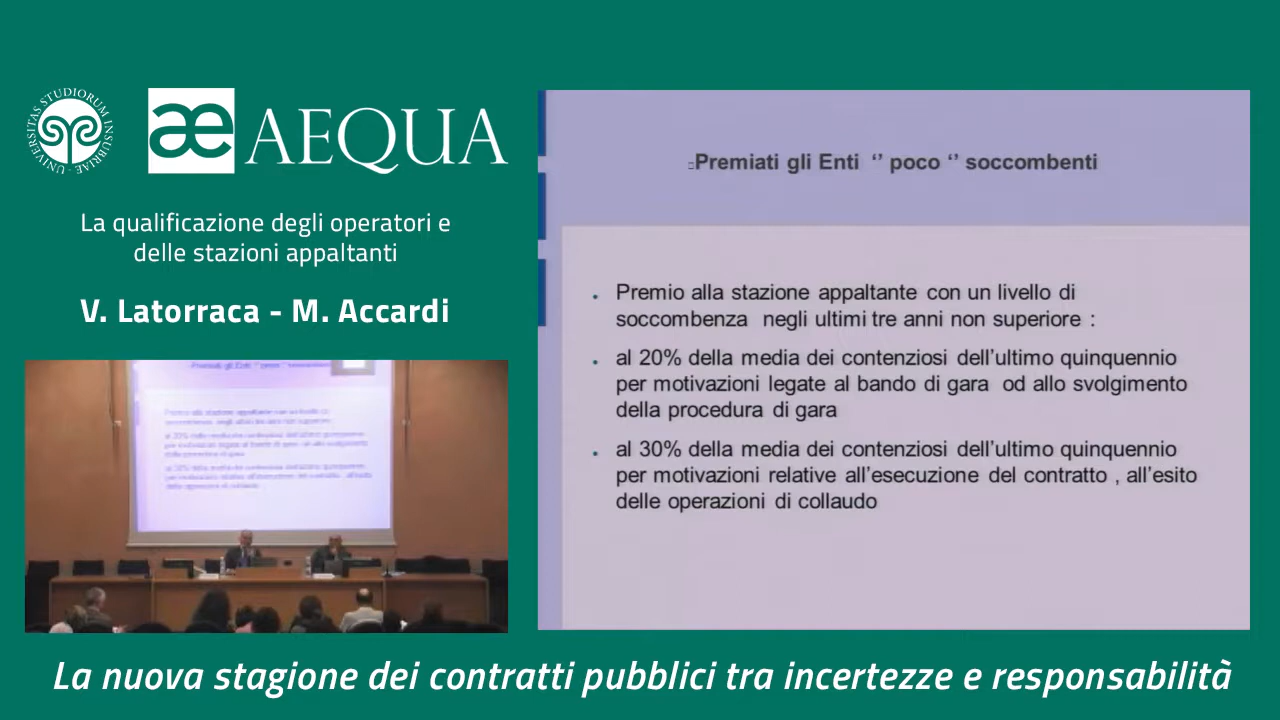 UNIVERSITAS STUDIORUM INSUBRIAE
æ AEQUA
La qualificazione degli operatori e
delle stazioni appaltanti
V. Latorraca - M. Accardi
Premiati gli Enti ‘’ poco ‘’ soccombenti
Premio alla stazione appaltante con un livello di
soccombenza negli ultimi tre anni non superiore :
al 20% della media dei contenziosi dell’ultimo quinquennio
per motivazioni legate al bando di gara od allo svolgimento
della procedura di gara
al 30% della media dei contenziosi dell’ultimo quinquennio
per motivazioni relative all’esecuzione del contratto , all’esito
delle operazioni di collaudo
La nuova stagione dei contratti pubblici tra incertezze e responsabilità